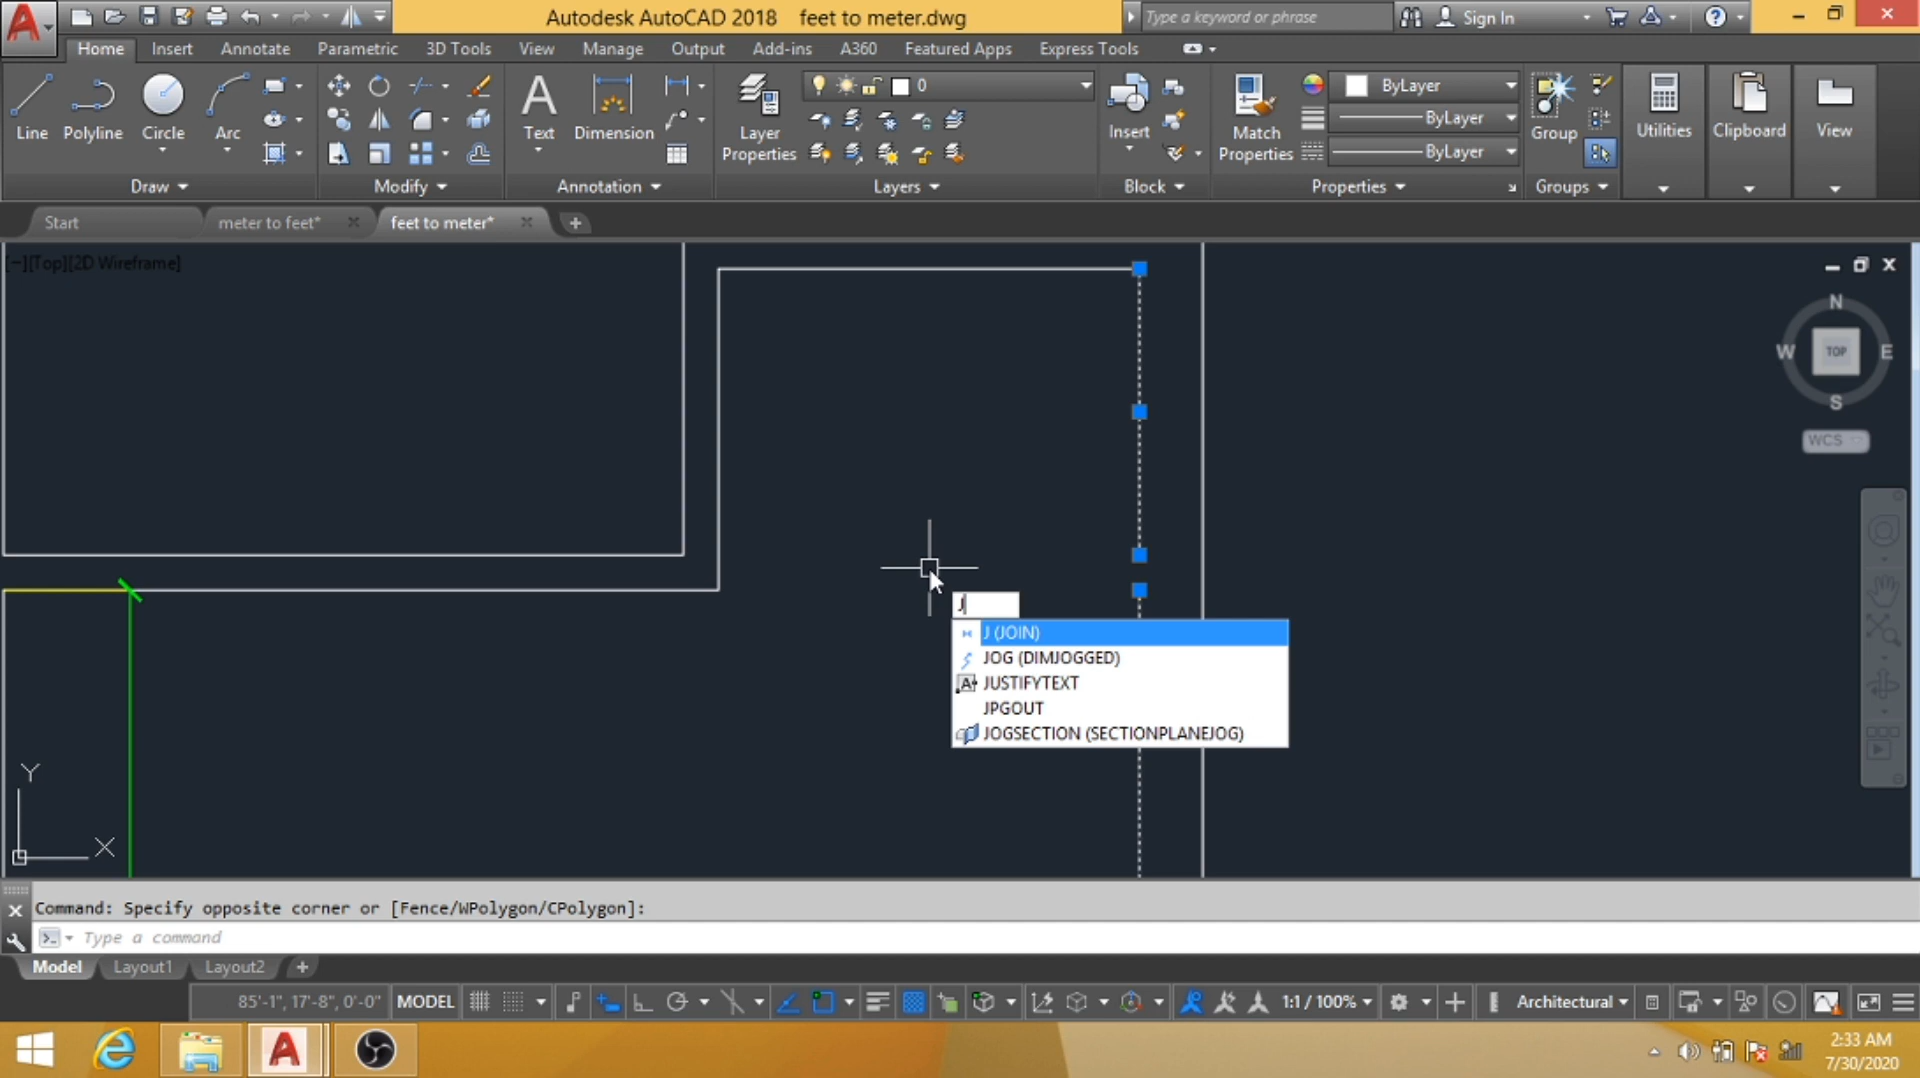 Autodesk AutoCAD 2018 feet to meter.dwg
Type a keyword or phrase
Sign In
Home Insert Annotate Parametric 3D Tools View Manage Output Add-ins A360 Featured Apps Express Tools
0
ByLayer
ByLayer
ByLayer
Line Polyline Circle Arc
Text Dimension
Layer Properties
Insert
Match Properties
Group
Utilities
Clipboard
View
Draw Modify Annotation Layers Block Properties Groups
Start meter to feet* feet to meter*
[−][Top][2D Wireframe]
N
W TOP E
S
WCS
J
J (JOIN)
JOG (DIMJOGGED)
JUSTIFYTEXT
JPGOUT
JOGSECTION (SECTIONPLANEJOG)
Y
X
Command: Specify opposite corner or [Fence/WPolygon/CPolygon]:
Type a command
Model Layout1 Layout2
85'-1", 17'-8", 0'-0" MODEL 1:1 / 100% Architectural
2:33 AM
7/30/2020